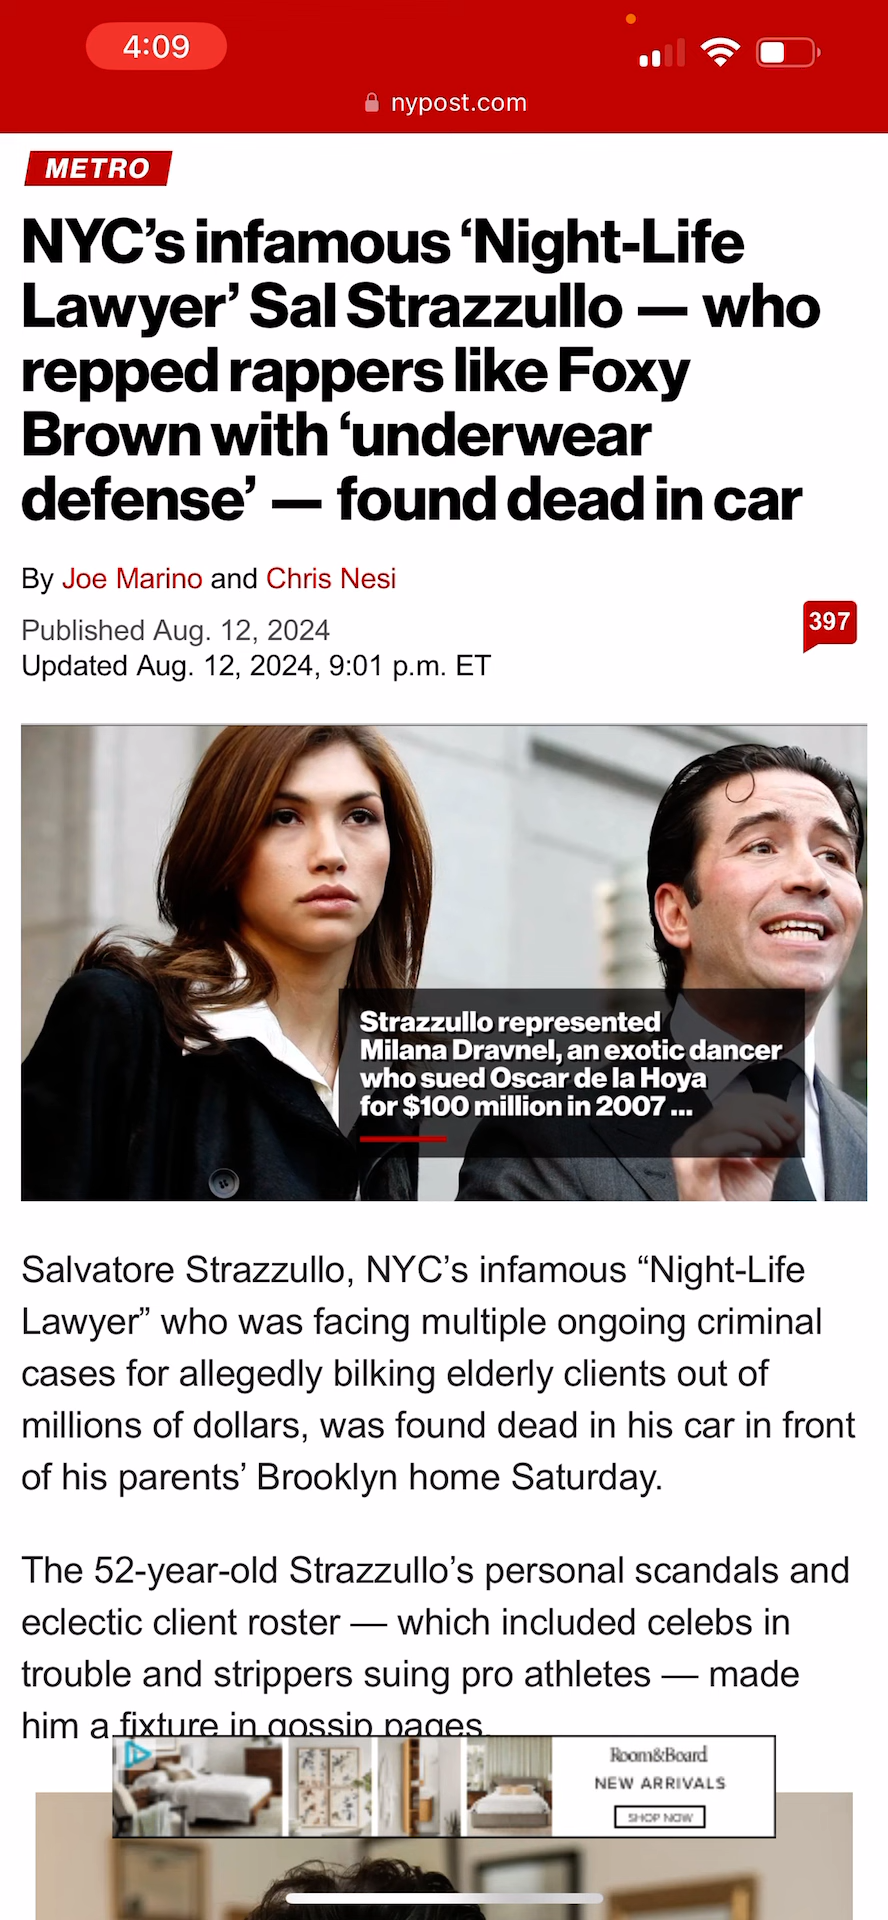 4:09
nypost.com
METRO
NYC’s infamous ‘Night-Life
Lawyer’ Sal Strazzullo — who
repped rappers like Foxy
Brown with ‘underwear
defense’ — found dead in car
By Joe Marino and Chris Nesi
Published Aug. 12, 2024
397
Updated Aug. 12, 2024, 9:01 p.m. ET
Strazzullo represented
Milana Dravnel, an exotic dancer
who sued Oscar de la Hoya
for $100 million in 2007 ...
Salvatore Strazzullo, NYC’s infamous “Night-Life
Lawyer” who was facing multiple ongoing criminal
cases for allegedly bilking elderly clients out of
millions of dollars, was found dead in his car in front
of his parents’ Brooklyn home Saturday.
The 52-year-old Strazzullo’s personal scandals and
eclectic client roster — which included celebs in
trouble and strippers suing pro athletes — made
him a fixture in gossip pages.
Room&Board
NEW ARRIVALS
SHOP NOW